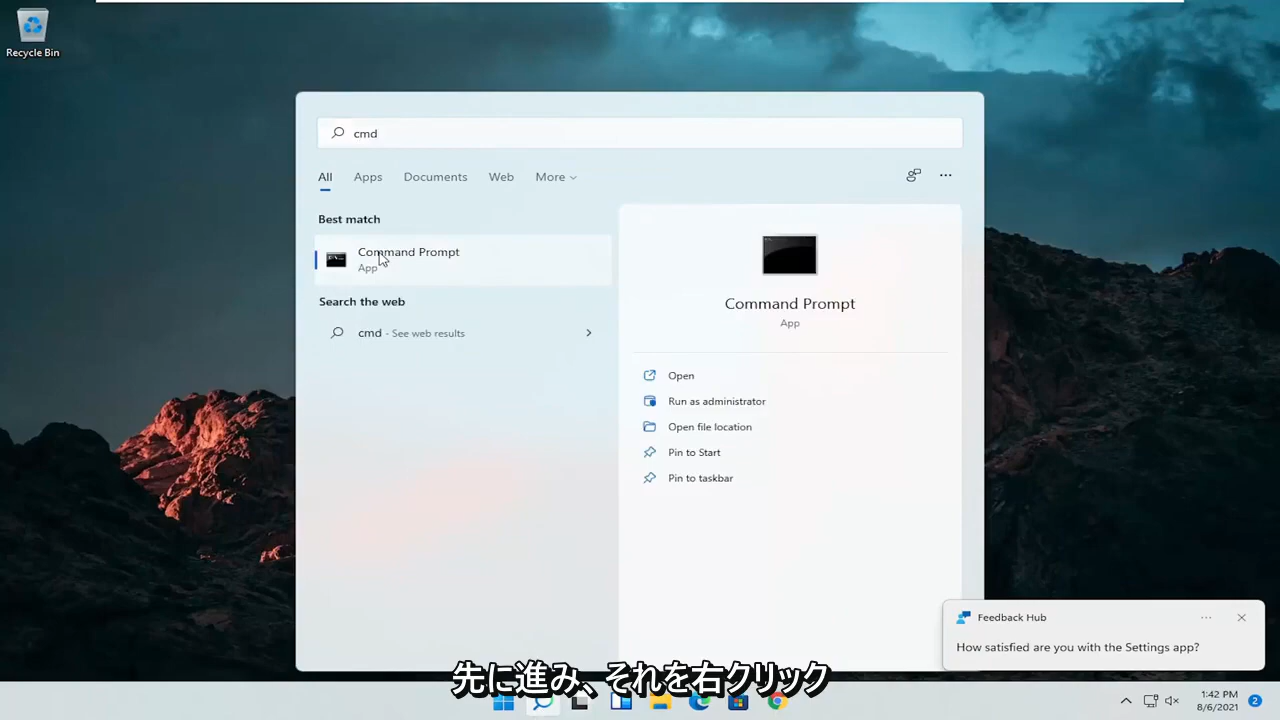 Recycle Bin
cmd
All Apps Documents Web More
Best match
Command Prompt
App
Search the web
cmd - See web results
Command Prompt
App
Open
Run as administrator
Open file location
Pin to Start
Pin to taskbar
Feedback Hub
How satisfied are you with the Settings app?
先に進み、それを右クリック
1:42 PM
8/6/2021
2